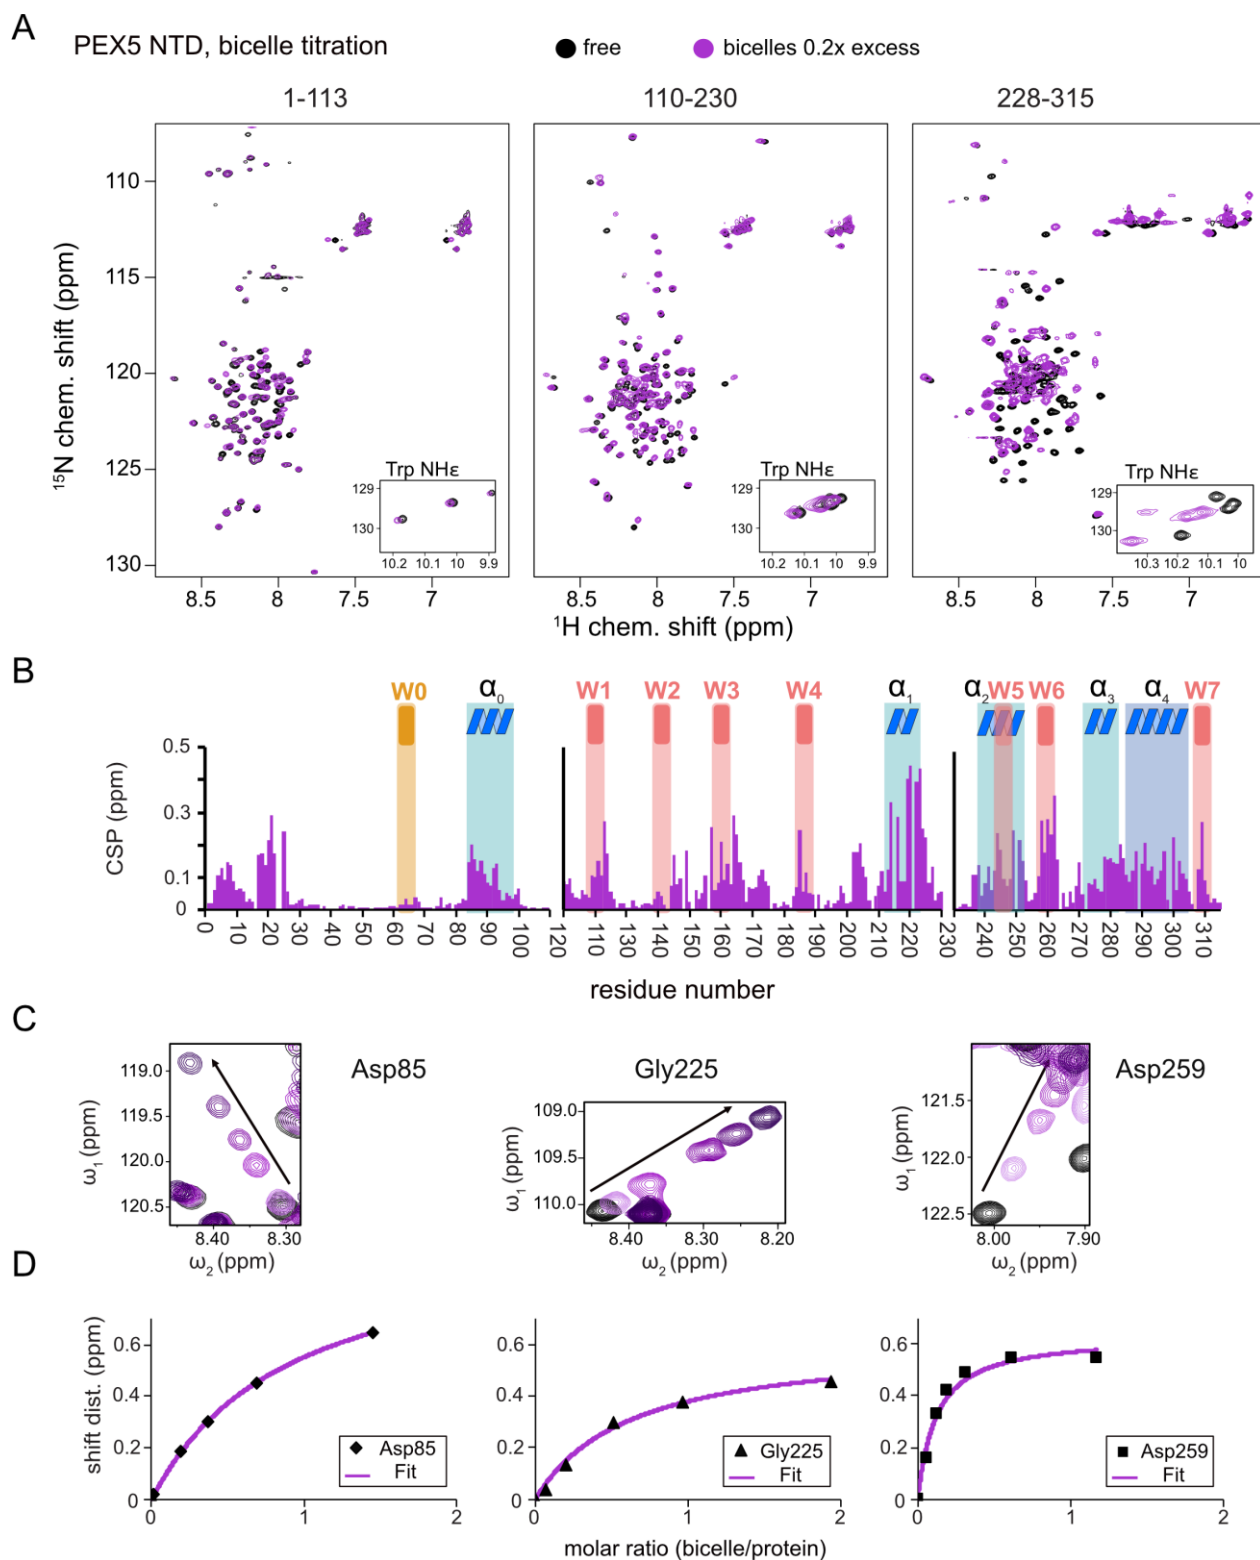 A
PEX5 NTD, bicelle titration
free
bicelles 0.2x excess
1-113
110-230
228-315
¹⁵N chem. shift (ppm)
110
115
120
125
130
Trp NHε
129
130
10.2 10.1 10 9.9
Trp NHε
129
130
10.2 10.1 10 9.9
Trp NHε
129
130
10.3 10.2 10.1
8.5 8 7.5 7
8.5 8 7.5 7
8.5 8 7.5 7
¹H chem. shift (ppm)
B
W0 α₀ W1 W2 W3 W4 α₁ α₂ W5 W6 α₃ α₄ W7
CSP (ppm)
0.5
0.3
0.1
0
0 10 20 30 40 50 60 70 80 90 100 120 110 130 140 150 160 170 180 190 200 210 220 230 240 250 260 270 280 290 300 310
residue number
C
Asp85
Gly225
Asp259
ω₁ (ppm)
119.0
119.5
120.0
120.5
8.40 8.30
ω₂ (ppm)
ω₁ (ppm)
109.0
109.5
110.0
8.40 8.30 8.20
ω₂ (ppm)
ω₁ (ppm)
121.5
122.0
122.5
8.00 7.90
ω₂ (ppm)
D
shift dist. (ppm)
0.6
0.4
0.2
0
0 1 2
Asp85
Fit
0.6
0.4
0.2
0
0 1 2
Gly225
Fit
0.6
0.4
0.2
0
0 1 2
Asp259
Fit
molar ratio (bicelle/protein)